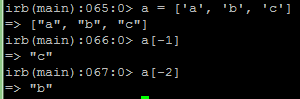 irb(main):065:0> a = ['a', 'b', 'c']
=> ["a", "b", "c"]
irb(main):066:0> a[-1]
=> "c"
irb(main):067:0> a[-2]
=> "b"